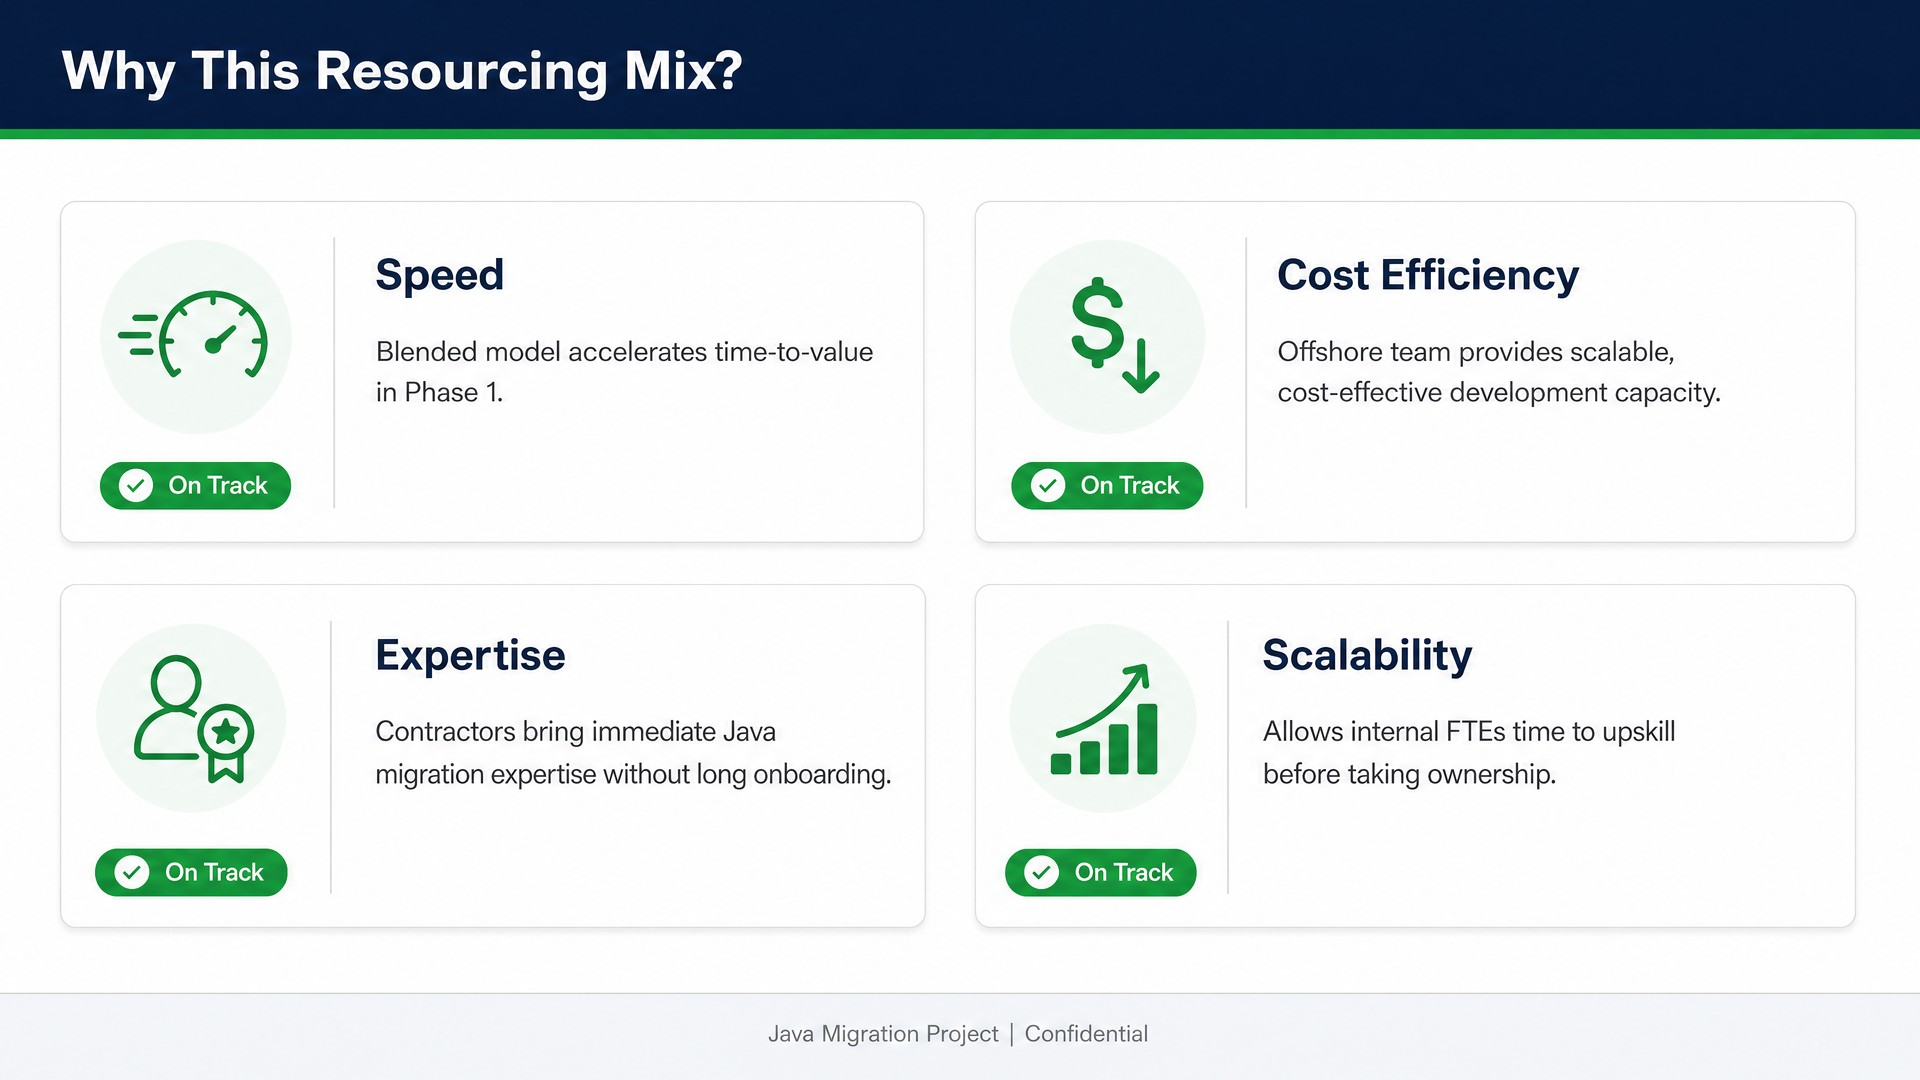 Why This Resourcing Mix?
Speed
Blended model accelerates time-to-value
in Phase 1.
On Track
Cost Efficiency
Offshore team provides scalable,
cost-effective development capacity.
On Track
Expertise
Contractors bring immediate Java
migration expertise without long onboarding.
On Track
Scalability
Allows internal FTEs time to upskill
before taking ownership.
On Track
Java Migration Project | Confidential